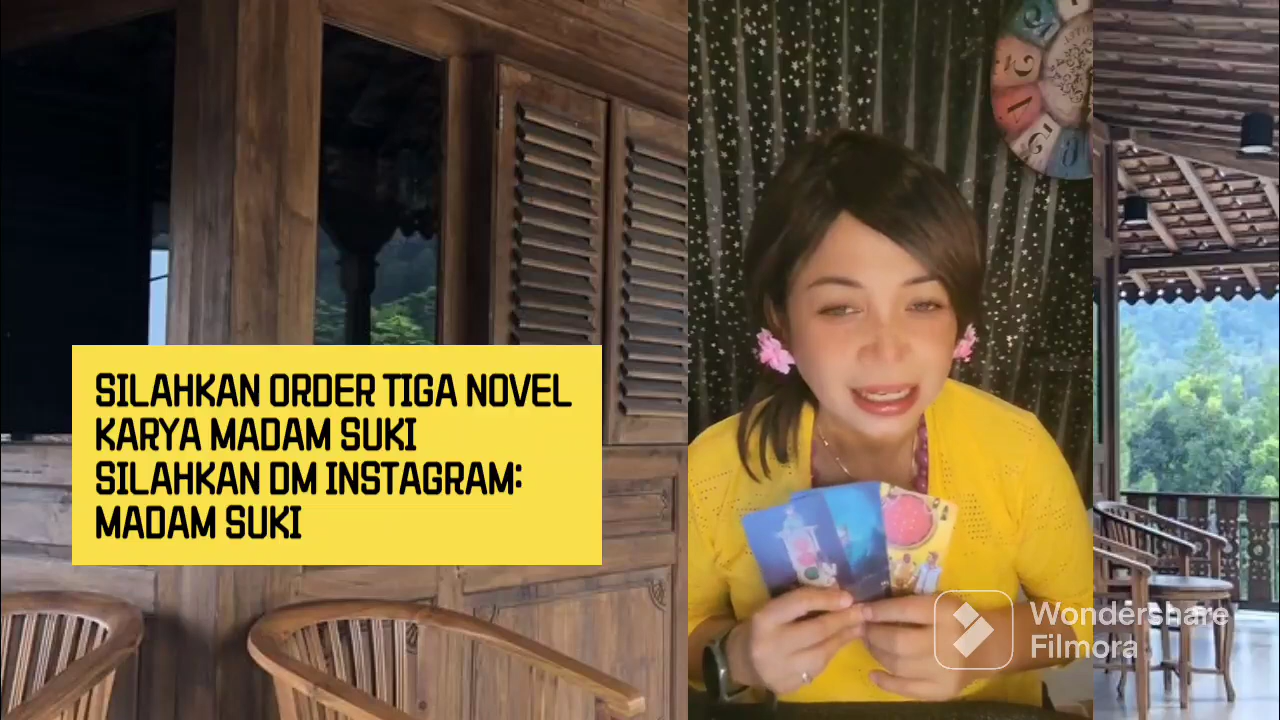 SILAHKAN ORDER TIGA NOVEL
KARYA MADAM SUKI
SILAHKAN DM INSTAGRAM:
MADAM SUKI
Wondershare
Filmora